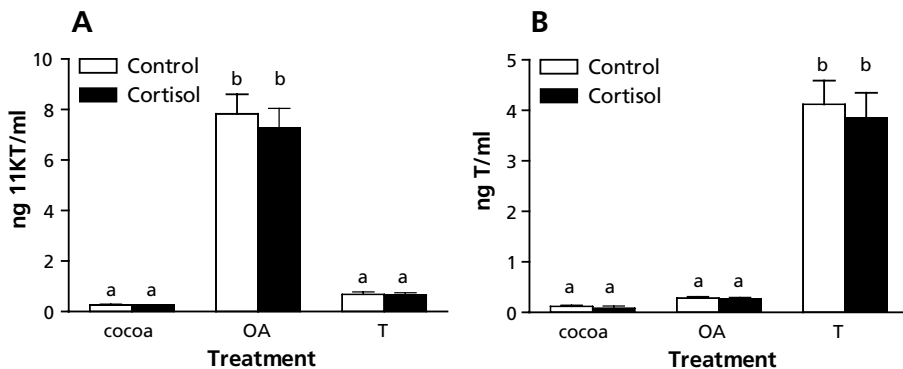 A
ng 11KT/ml
10
8
6
4
2
0
Control
Cortisol
a a
b b
a a
cocoa OA T
Treatment
B
ng T/ml
5
4
3
2
1
0
Control
Cortisol
a a
a a
b b
cocoa OA T
Treatment